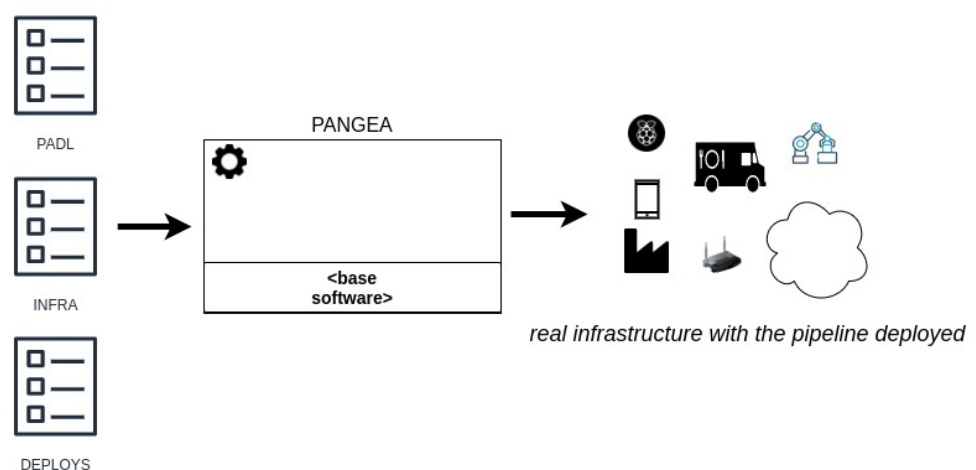 PADL
INFRA
DEPLOYS
PANGEA
<base
software>
real infrastructure with the pipeline deployed